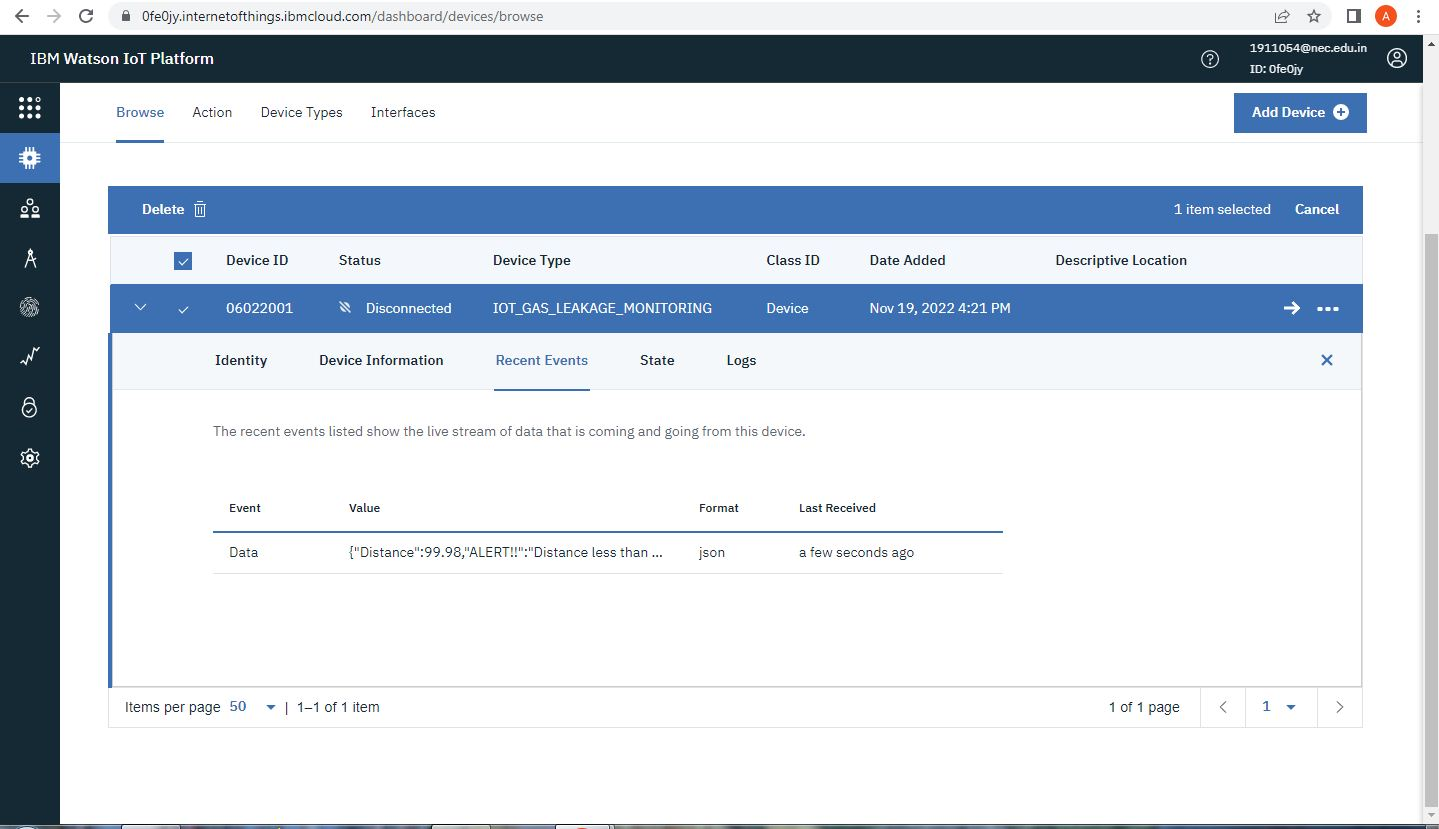 0fe0jy.internetofthings.ibmcloud.com/dashboard/devices/browse
A
IBM Watson IoT Platform
1911054@nec.edu.in
ID: 0fe0jy
Browse Action Device Types Interfaces
Add Device
Delete
1 item selected Cancel
Device ID Status Device Type Class ID Date Added Descriptive Location
06022001 Disconnected IOT_GAS_LEAKAGE_MONITORING Device Nov 19, 2022 4:21 PM
Identity Device Information Recent Events State Logs
The recent events listed show the live stream of data that is coming and going from this device.
Event Value Format Last Received
Data {"Distance":99.98,"ALERT!!":"Distance less than ... json a few seconds ago
Items per page 50 | 1–1 of 1 item
1 of 1 page 1